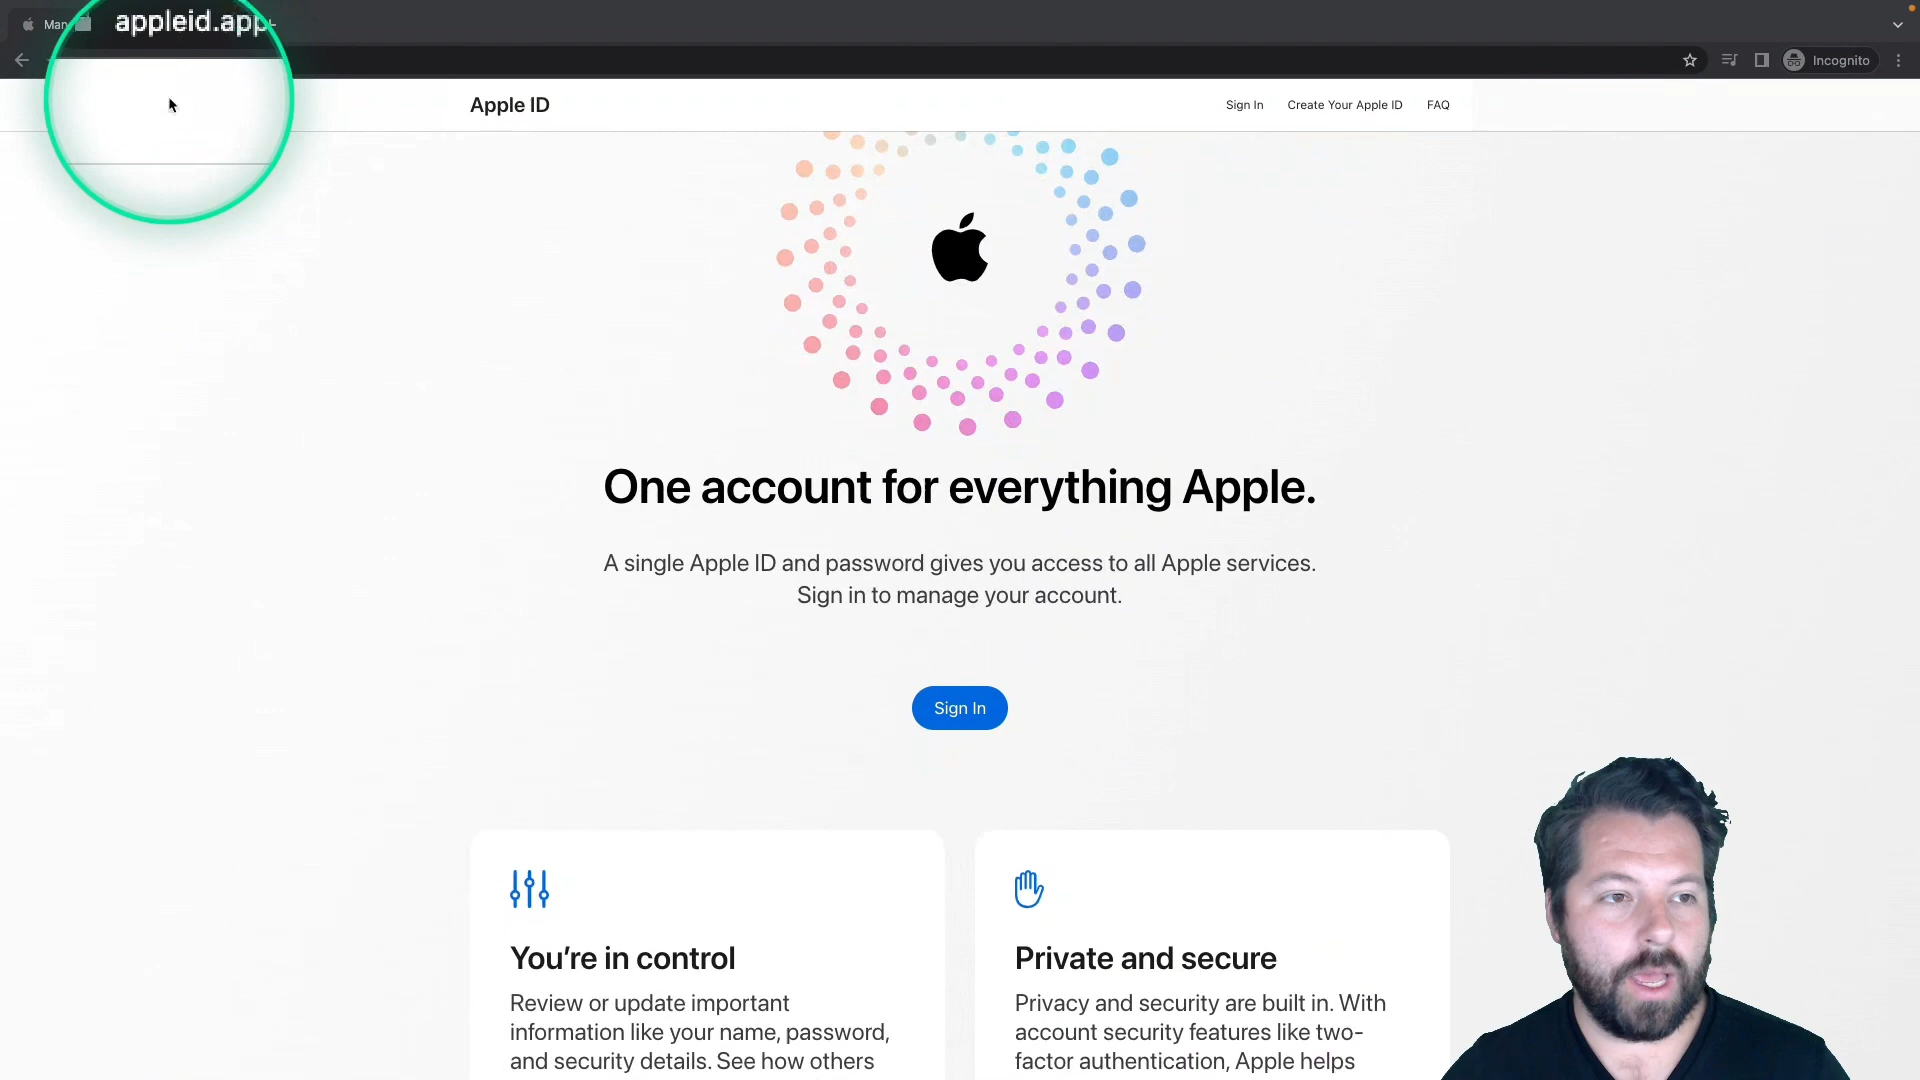 Man
appleid.app
Incognito
Apple ID
Sign In
Create Your Apple ID
FAQ
One account for everything Apple.
A single Apple ID and password gives you access to all Apple services.
Sign in to manage your account.
Sign In
You’re in control
Review or update important
information like your name, password,
and security details. See how others
Private and secure
Privacy and security are built in. With
account security features like two-
factor authentication, Apple helps